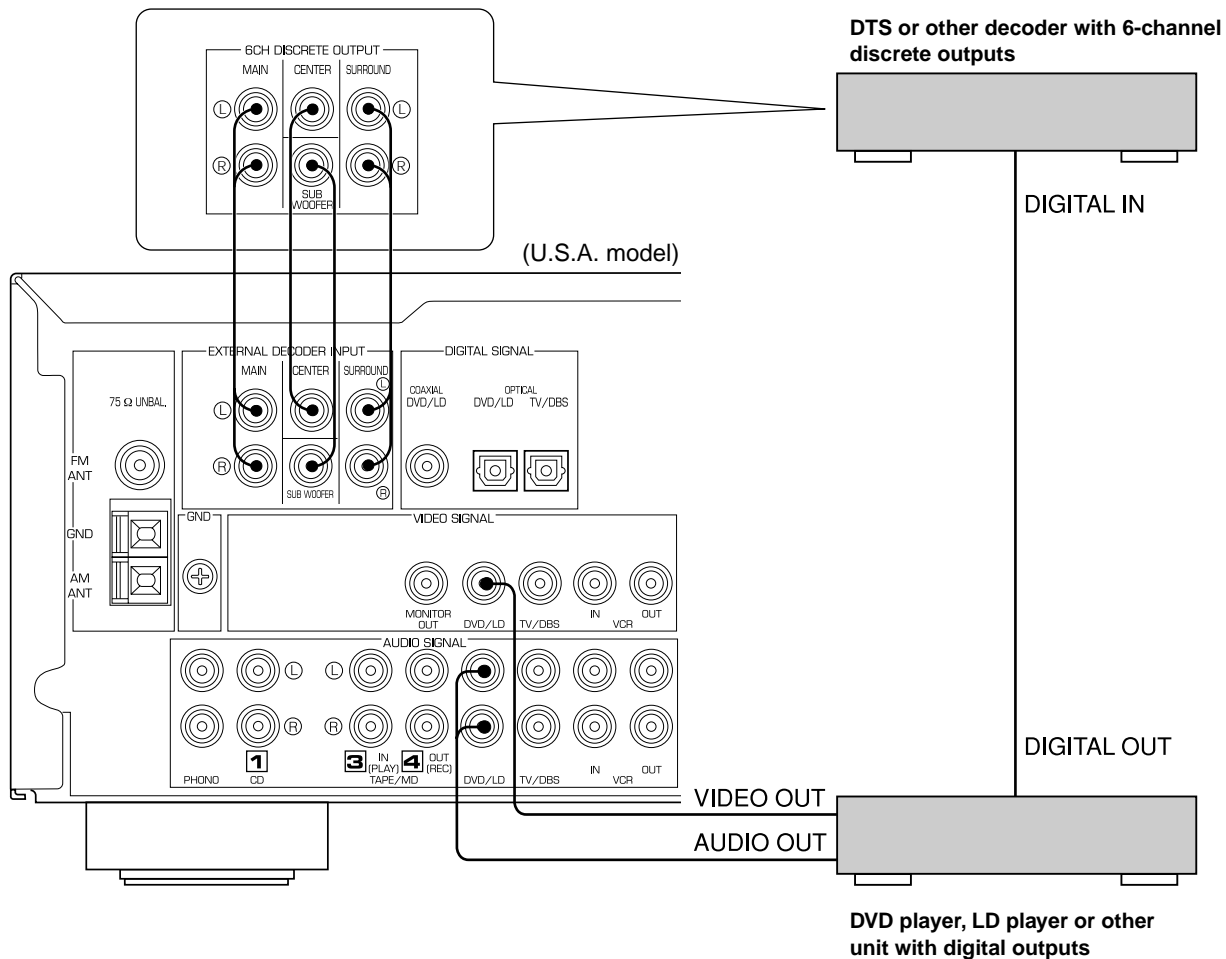 DTS or other decoder with 6-channel
discrete outputs
6CH DISCRETE OUTPUT
MAIN CENTER SURROUND
L L
R R
SUB
WOOFER
DIGITAL IN
(U.S.A. model)
EXTERNAL DECODER INPUT
MAIN CENTER SURROUND
L L
R R
SUB WOOFER
DIGITAL SIGNAL
COAXIAL OPTICAL
DVD/LD DVD/LD TV/DBS
75 Ω UNBAL.
FM
ANT
GND
AM
ANT
GND
VIDEO SIGNAL
MONITOR
OUT
DVD/LD TV/DBS
IN OUT
VCR
AUDIO SIGNAL
L L
R R
1 3 IN
(PLAY)
4 OUT
(REC)
PHONO CD TAPE/MD DVD/LD TV/DBS
IN OUT
VCR
DIGITAL OUT
VIDEO OUT
AUDIO OUT
DVD player, LD player or other
unit with digital outputs